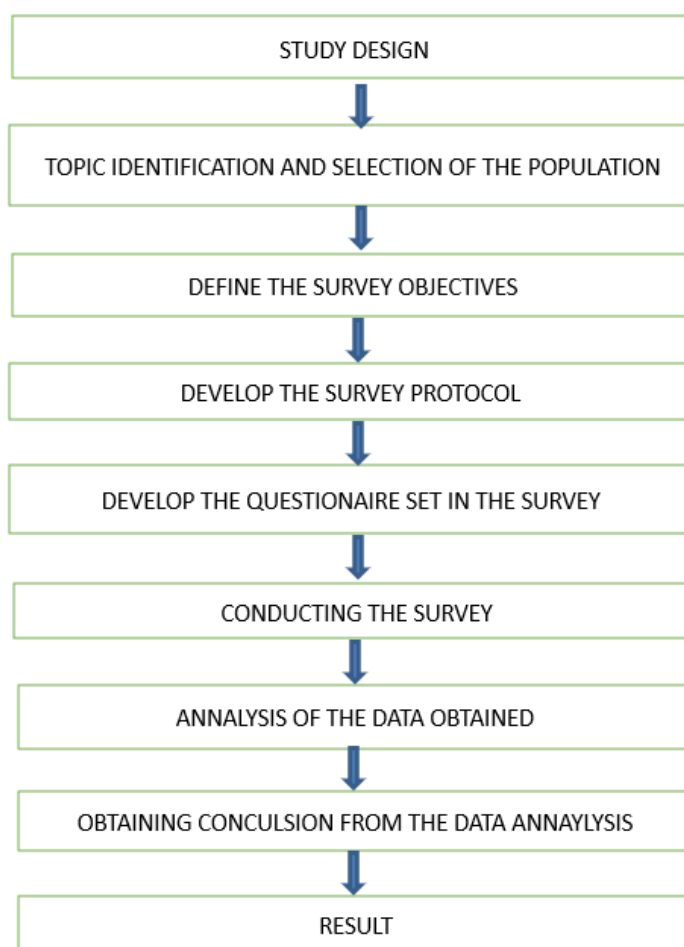 STUDY DESIGN
TOPIC IDENTIFICATION AND SELECTION OF THE POPULATION
DEFINE THE SURVEY OBJECTIVES
DEVELOP THE SURVEY PROTOCOL
DEVELOP THE QUESTIONAIRE SET IN THE SURVEY
CONDUCTING THE SURVEY
ANNALYSIS OF THE DATA OBTAINED
OBTAINING CONCULSION FROM THE DATA ANNAYLYSIS
RESULT